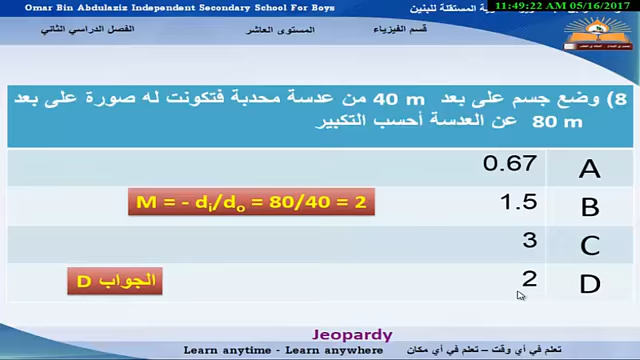 Omar Bin Abdulaziz Independent Secondary School For Boys
المستقلة للبنين
11:49:22 AM 05/16/2017
قسم الفيزياء
المستوى العاشر
الفصل الدراسي الثاني
8) وضع جسم على بعد 40 m من عدسة محدبة فتكونت له صورة على بعد
80 m عن العدسة أحسب التكبير
0.67 A
1.5 B
M = - di/do = 80/40 = 2
3 C
2 D
الجواب D
Jeopardy
Learn anytime - Learn anywhere
تعلم في أي وقت – تعلم في أي مكان